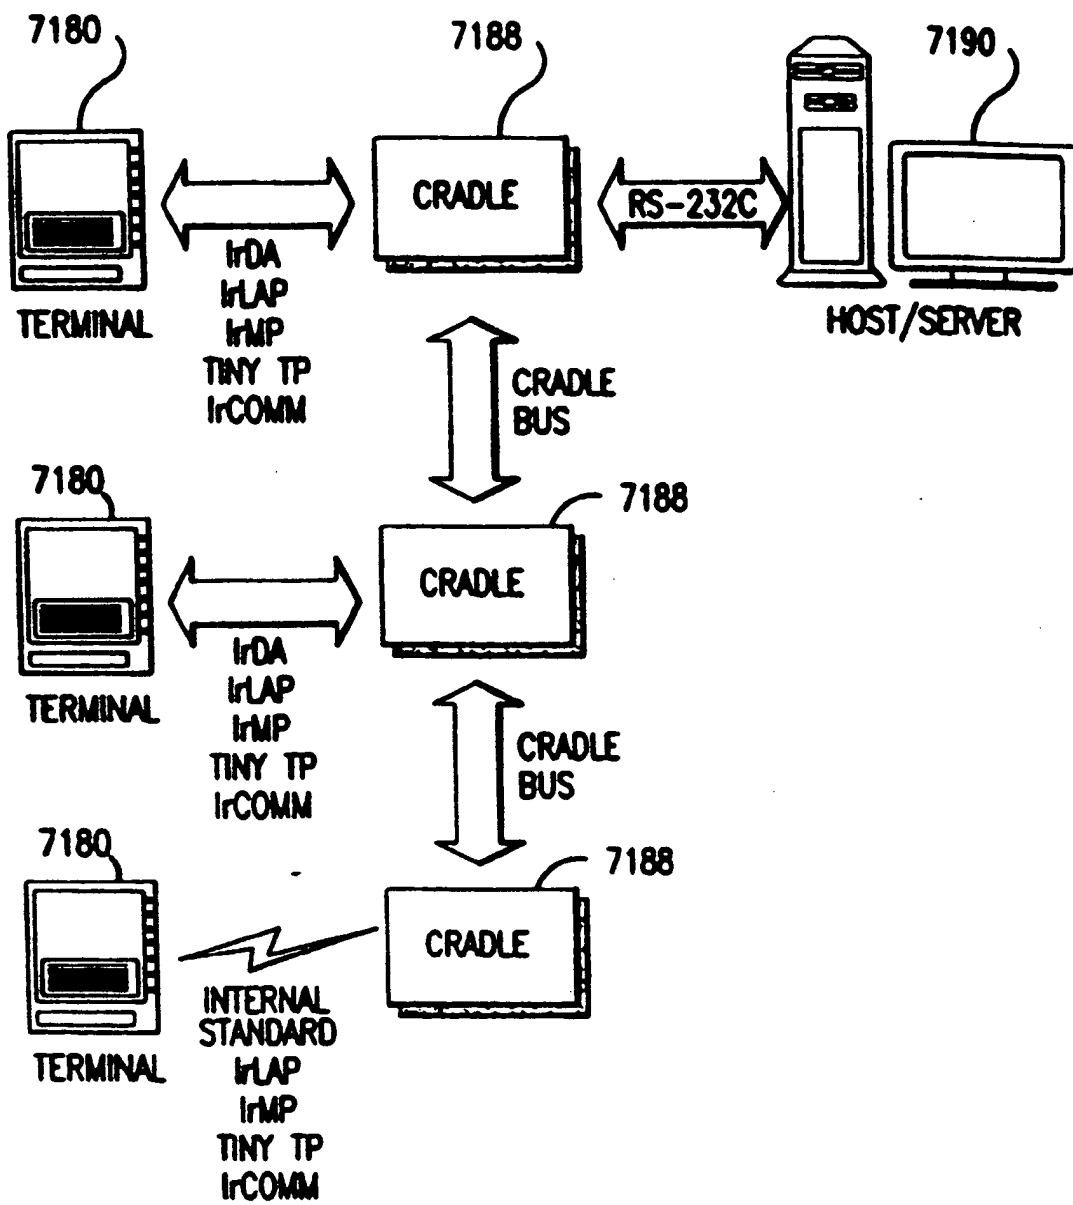 7180
7188
7190
CRADLE
RS-232C
IrDA
IrLAP
IrMP
TINY TP
IrCOMM
TERMINAL
HOST/SERVER
CRADLE
BUS
7180
7188
CRADLE
IrDA
IrLAP
IrMP
TINY TP
IrCOMM
TERMINAL
CRADLE
BUS
7180
7188
CRADLE
INTERNAL
STANDARD
IrLAP
IrMP
TINY TP
IrCOMM
TERMINAL